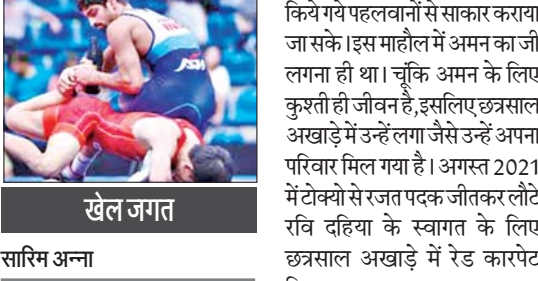 खेल जगत
सारिम अन्ना
किये गये पहलवानों से साकार कराया
जा सके। इस माहौल में अमन का जी
लगना ही था। चूंकि अमन के लिए
कुश्ती ही जीवन है,इसलिए छत्रसाल
अखाड़े में उन्हें लगा जैसे उन्हें अपना
परिवार मिल गया है। अगस्त 2021
में टोक्यो से रजत पदक जीतकर लौटे
रवि दहिया के स्वागत के लिए
छत्रसाल अखाड़े में रेड कारपेट